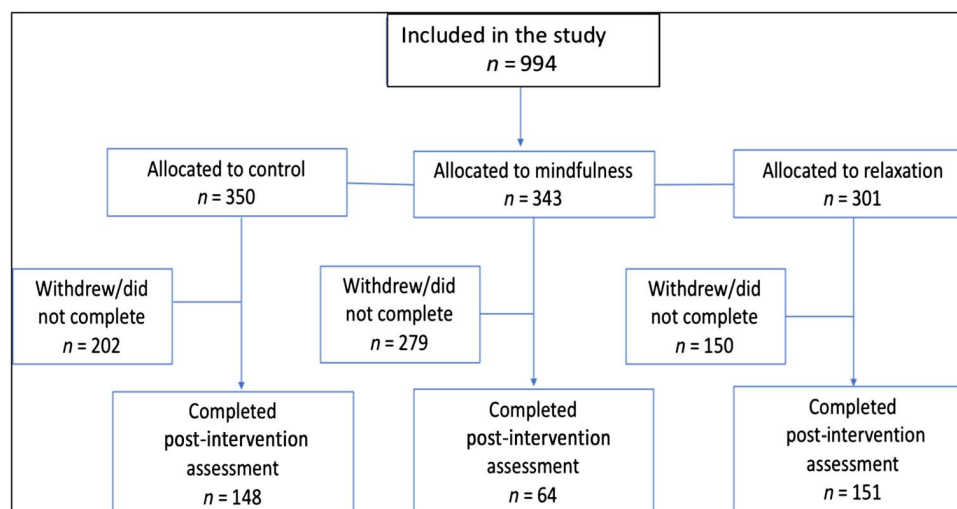 Included in the study
n = 994
Allocated to control
n = 350
Allocated to mindfulness
n = 343
Allocated to relaxation
n = 301
Withdrew/did
not complete
n = 202
Withdrew/did
not complete
n = 279
Withdrew/did
not complete
n = 150
Completed
post-intervention
assessment
n = 148
Completed
post-intervention
assessment
n = 64
Completed
post-intervention
assessment
n = 151